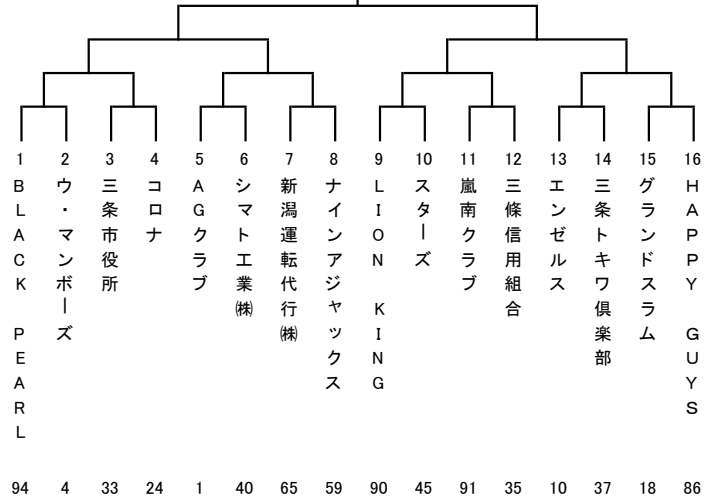 1 2 3 4 5 6 7 8 9 10 11 12 13 14 15 16
BLACK PEARL
ウ・マンボーズ
三条市役所
コロナ
AGクラブ
シマト工業㈱
新潟運転代行㈱
ナインアジャックス
LION KING
スターズ
嵐南クラブ
三條信用組合
エンゼルス
三条トキワ倶楽部
グランドスラム
HAPPY GUYS
94 4 33 24 1 40 65 59 90 45 91 35 10 37 18 86